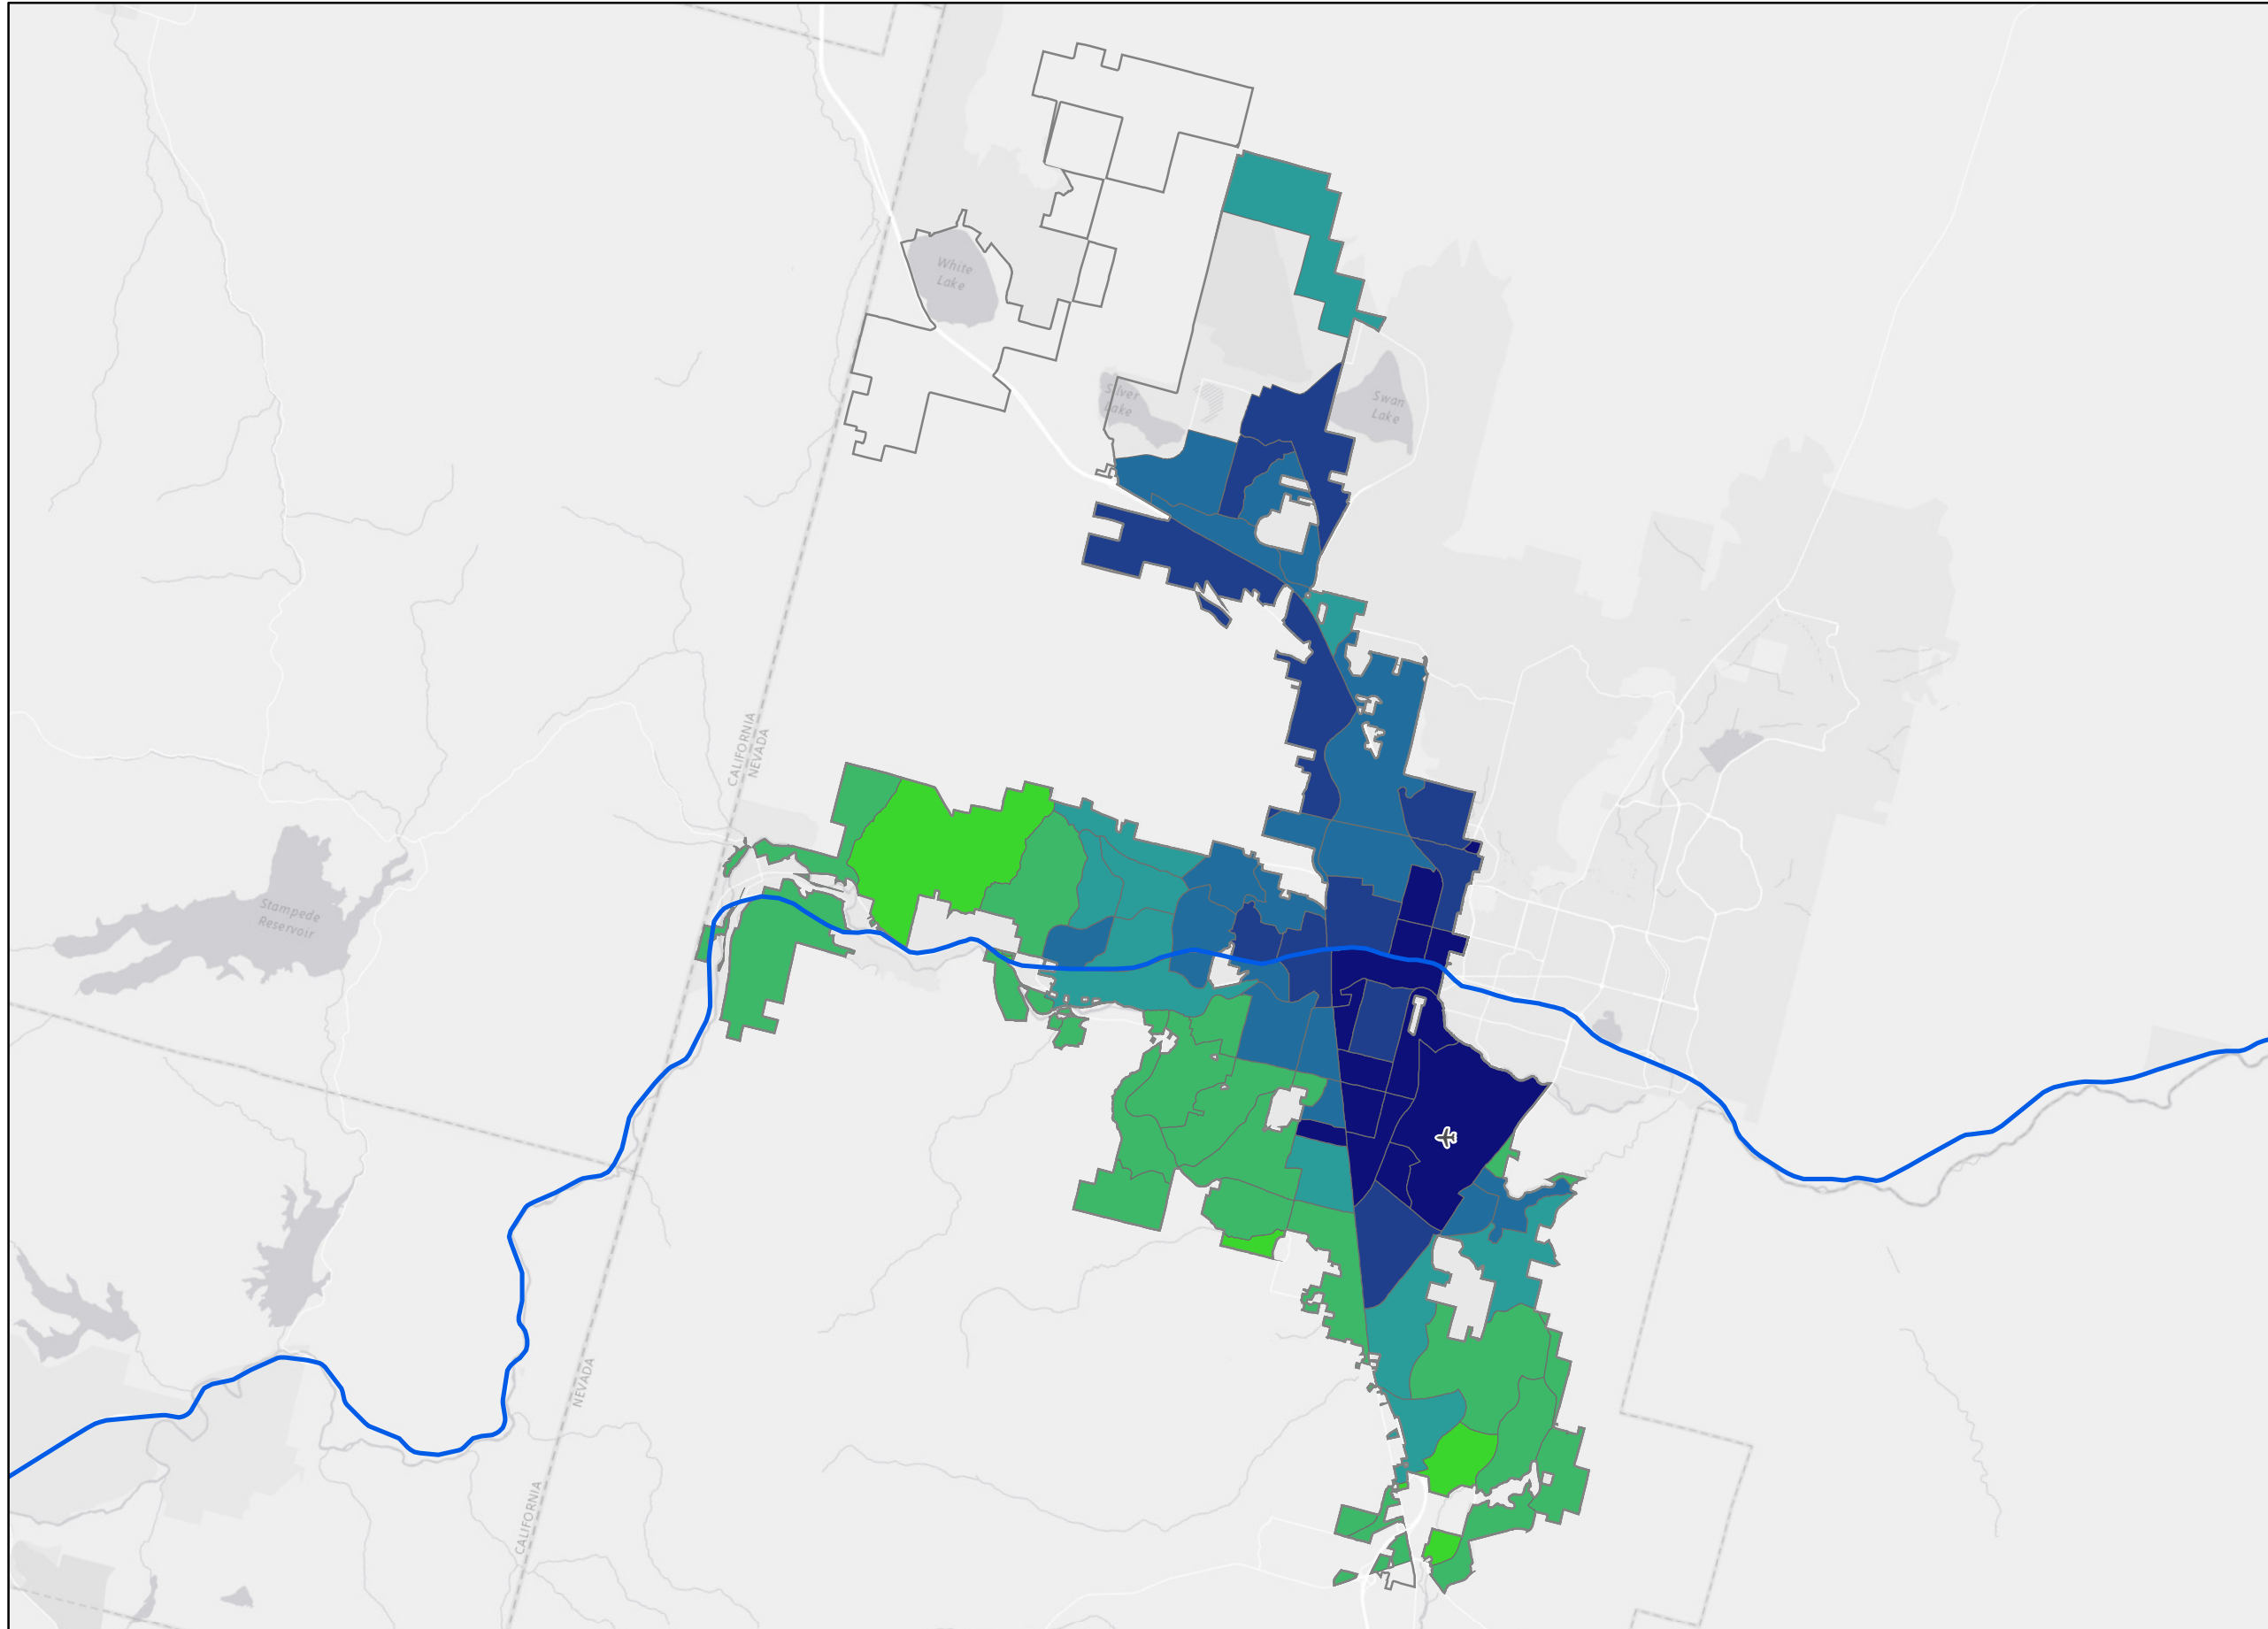 White
Lake
Silver
Lake
Swan
Lake
CALIFORNIA
NEVADA
Stampede
Reservoir
NEVADA
CALIFORNIA